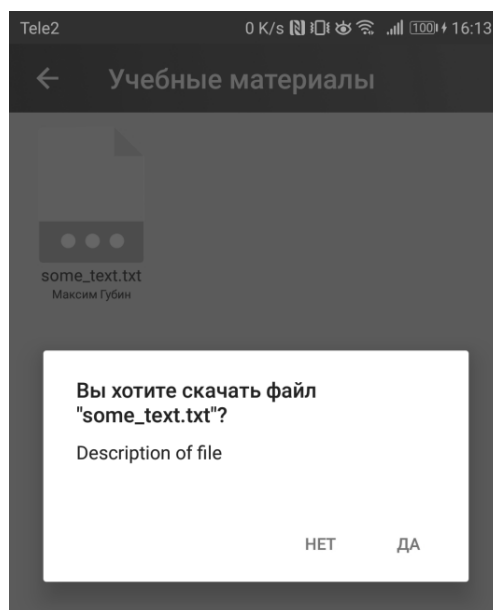 Tele2 0 K/s 100 16:13
Учебные материалы
some_text.txt
Максим Губин
Вы хотите скачать файл
"some_text.txt"?
Description of file
НЕТ ДА